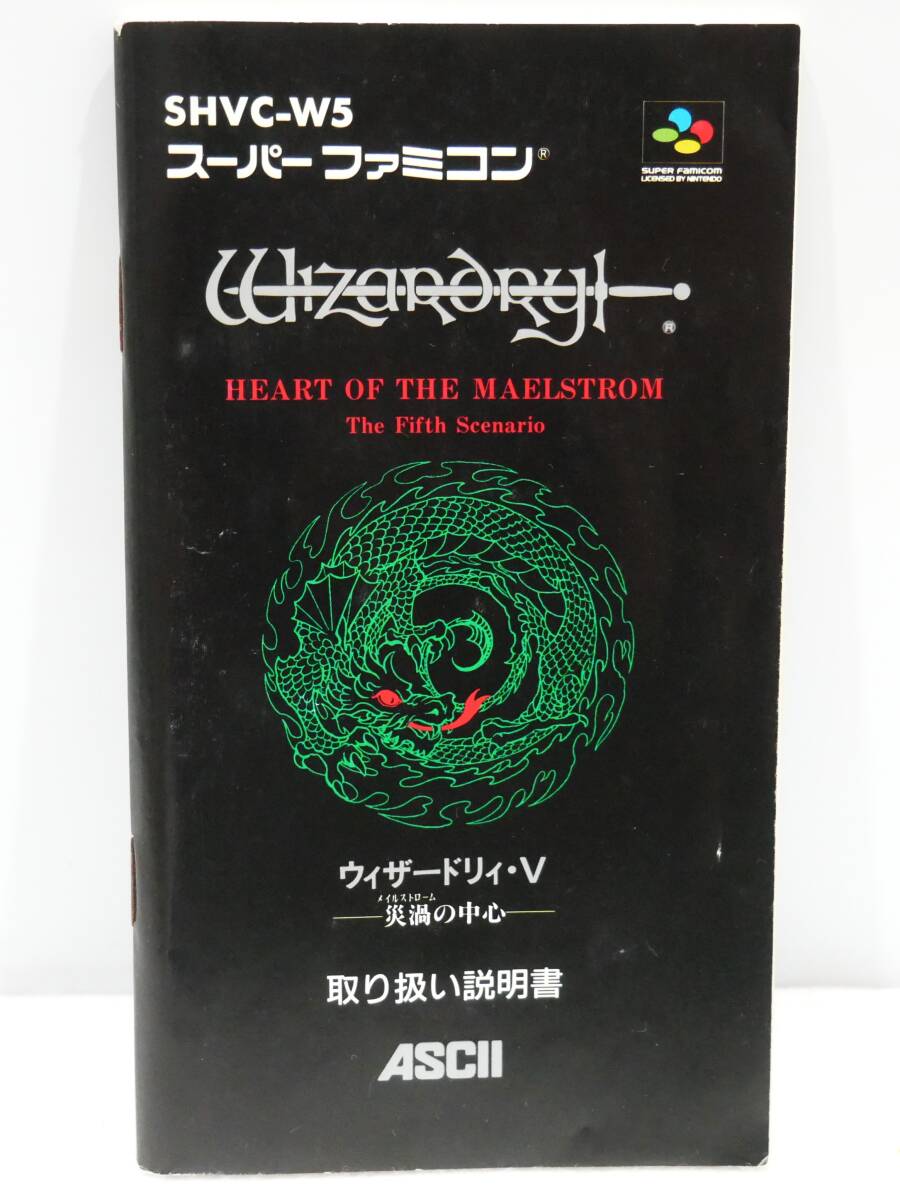 SHVC-W5
スーパーファミコン®
SUPER FAMICOM
LICENSED BY NINTENDO
Wizardry
®
HEART OF THE MAELSTROM
The Fifth Scenario
ウィザードリィ・V
メイルストローム
災渦の中心
取り扱い説明書
ASCII